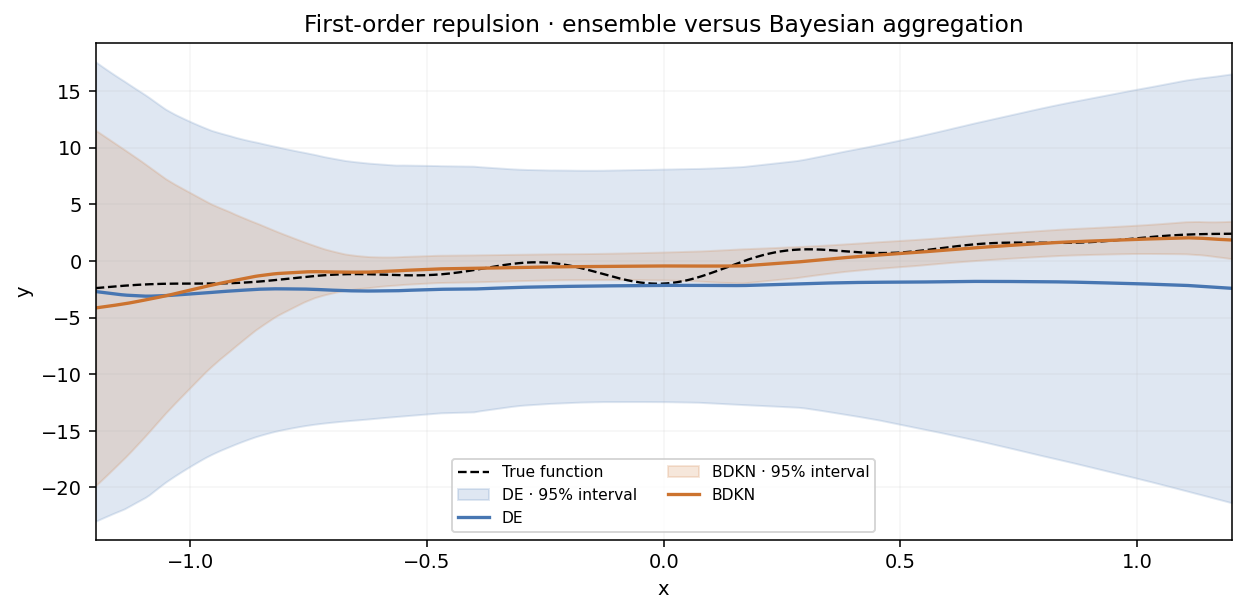 First-order repulsion · ensemble versus Bayesian aggregation
y
15
10
5
0
−5
−10
−15
−20
True function
DE · 95% interval
DE
BDKN · 95% interval
BDKN
−1.0 −0.5 0.0 0.5 1.0
x